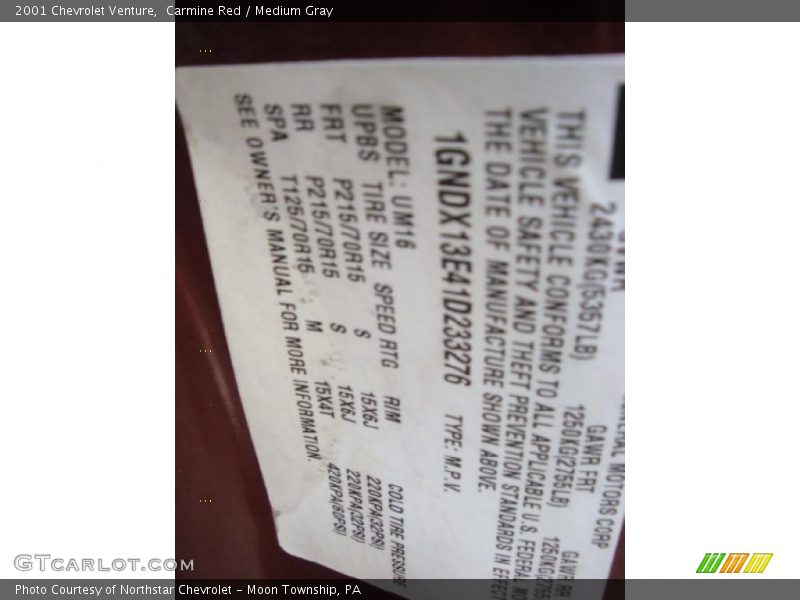 2001 Chevrolet Venture, Carmine Red / Medium Gray
MOTORS CORP
GAWR FRT GAWR RR
2430KG(5357LB) 1250KG(2755LB)
THIS VEHICLE CONFORMS TO ALL APPLICABLE U.S. FEDERAL
VEHICLE SAFETY AND THEFT PREVENTION STANDARDS IN EFFECT
THE DATE OF MANUFACTURE SHOWN ABOVE.
1GNDX13E41D233276 TYPE: M.P.V.
MODEL: UM16
UPBS TIRE SIZE SPEED RTG RIM COLD TIRE PRESSURE
FRT P215/70R15 S 15X6J 220KPA(32PSI)
RR P215/70R15 S 15X6J 220KPA(32PSI)
SPA T125/70R15 M 15X4T 420KPA(60PSI)
SEE OWNER'S MANUAL FOR MORE INFORMATION.
GTCARLOT.COM
Photo Courtesy of Northstar Chevrolet - Moon Township, PA